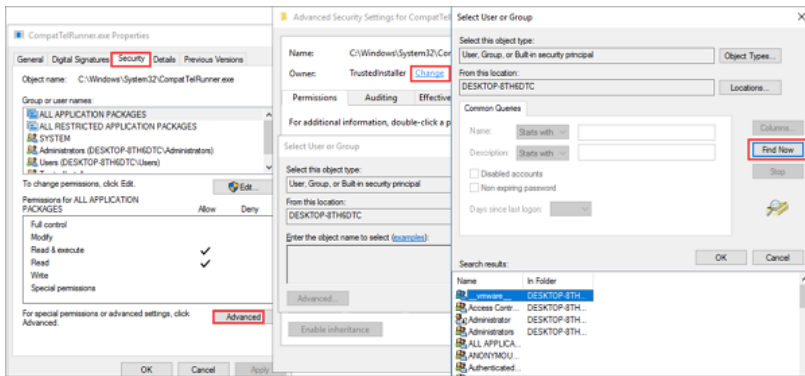 CompatTelRunner.exe Properties
General Digital Signatures Security Details Previous Versions
Object name: C:\Windows\System32\CompatTelRunner.exe
Group or user names:
ALL APPLICATION PACKAGES
ALL RESTRICTED APPLICATION PACKAGES
SYSTEM
Administrators (DESKTOP-8TH6DTC\Administrators)
Users (DESKTOP-8TH6DTC\Users)
To change permissions, click Edit.
Edit...
Permissions for ALL APPLICATION
PACKAGES Allow Deny
Full control
Modify
Read & execute
Read
Write
Special permissions
For special permissions or advanced settings, click
Advanced.
Advanced
OK Cancel Apply
Advanced Security Settings for CompatTel
Name: C:\Windows\System32\Cor
Owner: TrustedInstaller Change
Permissions Auditing Effective
For additional information, double-click a p
Select User or Group
Select this object type:
User, Group, or Built-in security principal
From this location:
DESKTOP-8TH6DTC
Enter the object name to select (examples):
Advanced...
Enable inheritance
Select User or Group
Select this object type:
User, Group, or Built-in security principal
Object Types...
From this location:
DESKTOP-8TH6DTC
Locations...
Common Queries
Name: Starts with
Columns...
Description: Starts with
Find Now
Disabled accounts
Stop
Non expiring password
Days since last logon:
OK Cancel
Search results:
Name In Folder
__vmware__ DESKTOP-8TH...
Access Contr... DESKTOP-8TH...
Administrator DESKTOP-8TH...
Administrators DESKTOP-8TH...
ALL APPLICA...
ANONYMOU...
Authenticated...